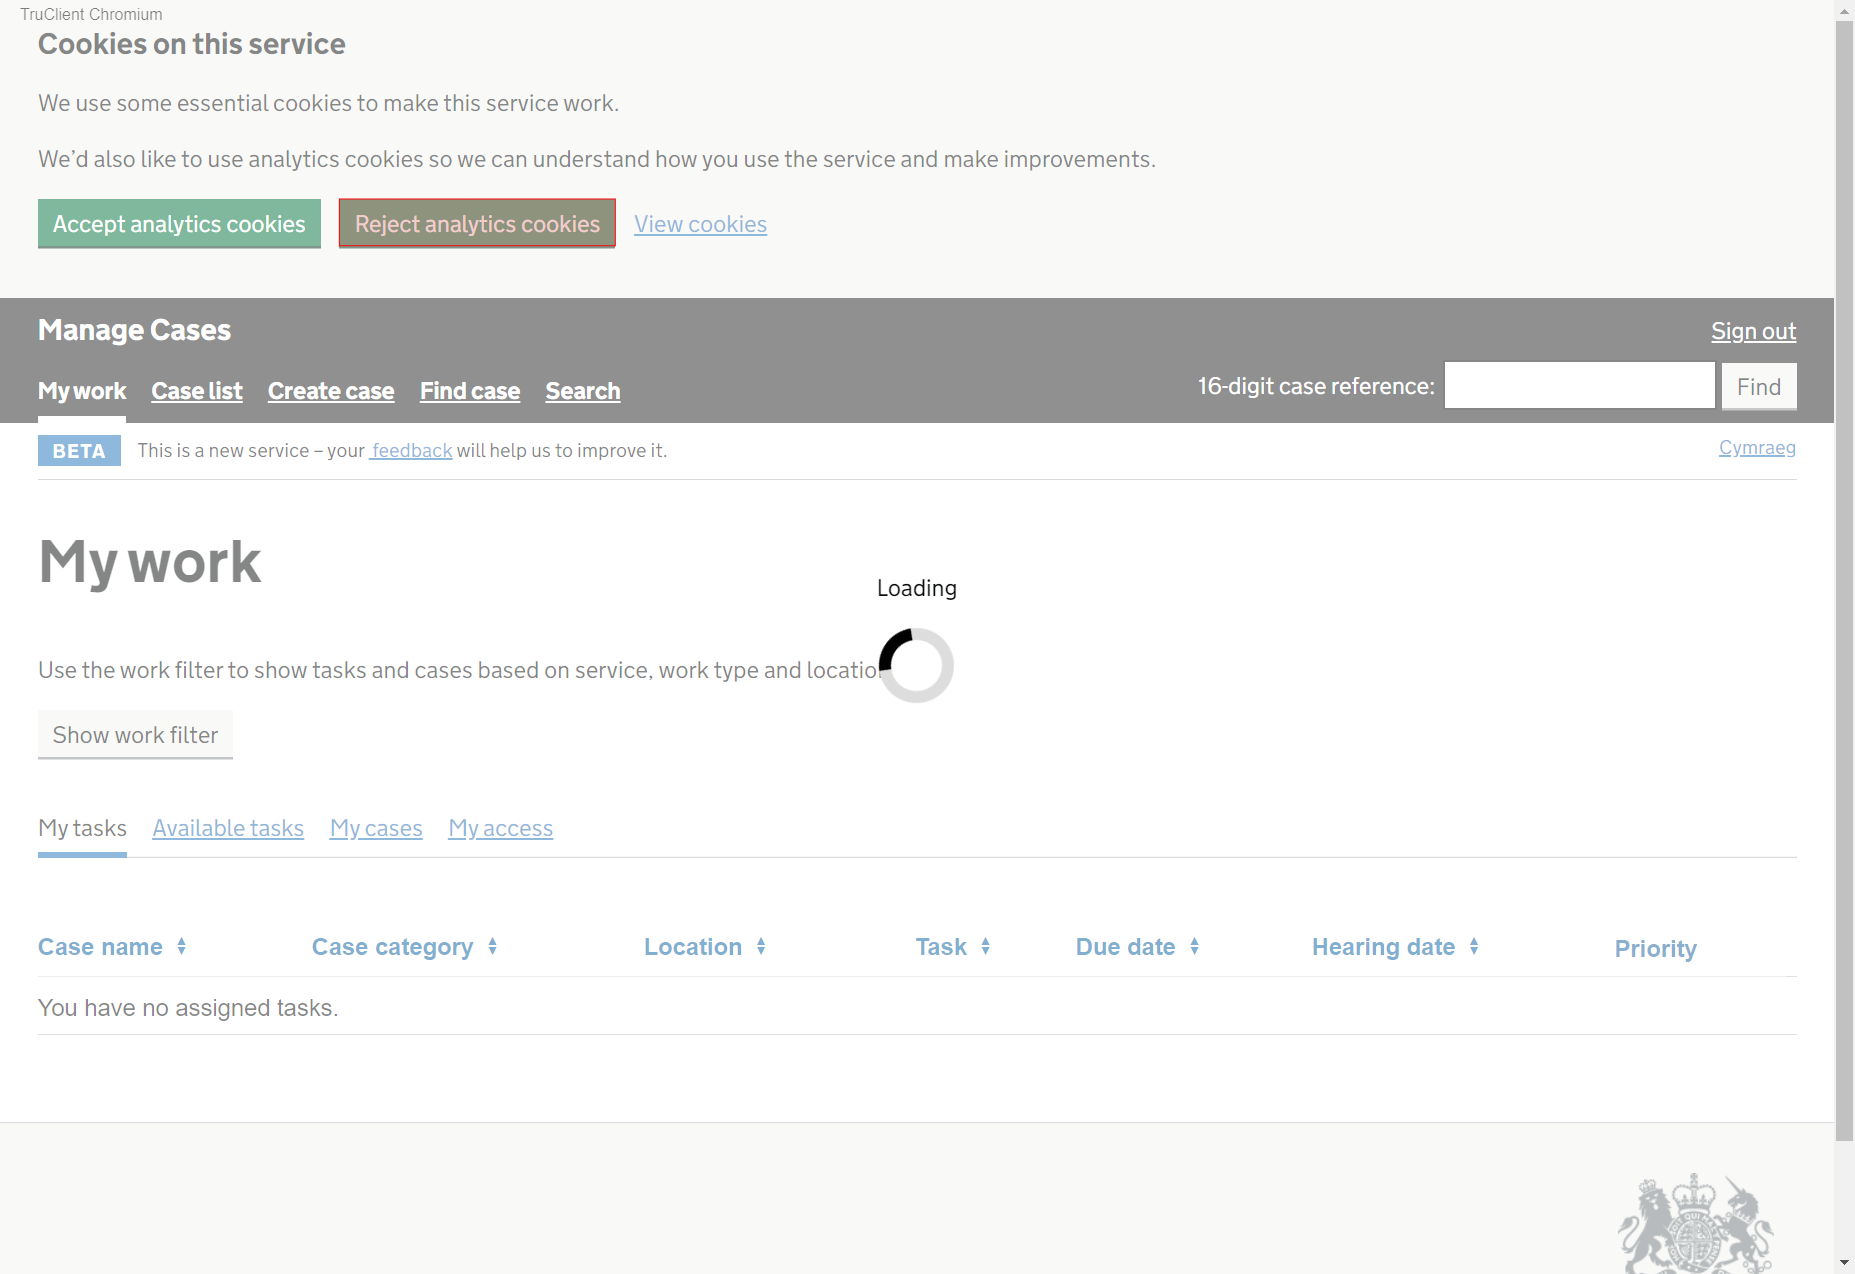 TruClient Chromium
Cookies on this service
We use some essential cookies to make this service work.
We’d also like to use analytics cookies so we can understand how you use the service and make improvements.
Accept analytics cookies Reject analytics cookies View cookies
Manage Cases Sign out
My work Case list Create case Find case Search 16-digit case reference: Find
BETA This is a new service – your feedback will help us to improve it. Cymraeg
My work
Loading
Use the work filter to show tasks and cases based on service, work type and locatio
Show work filter
My tasks Available tasks My cases My access
Case name Case category Location Task Due date Hearing date Priority
You have no assigned tasks.